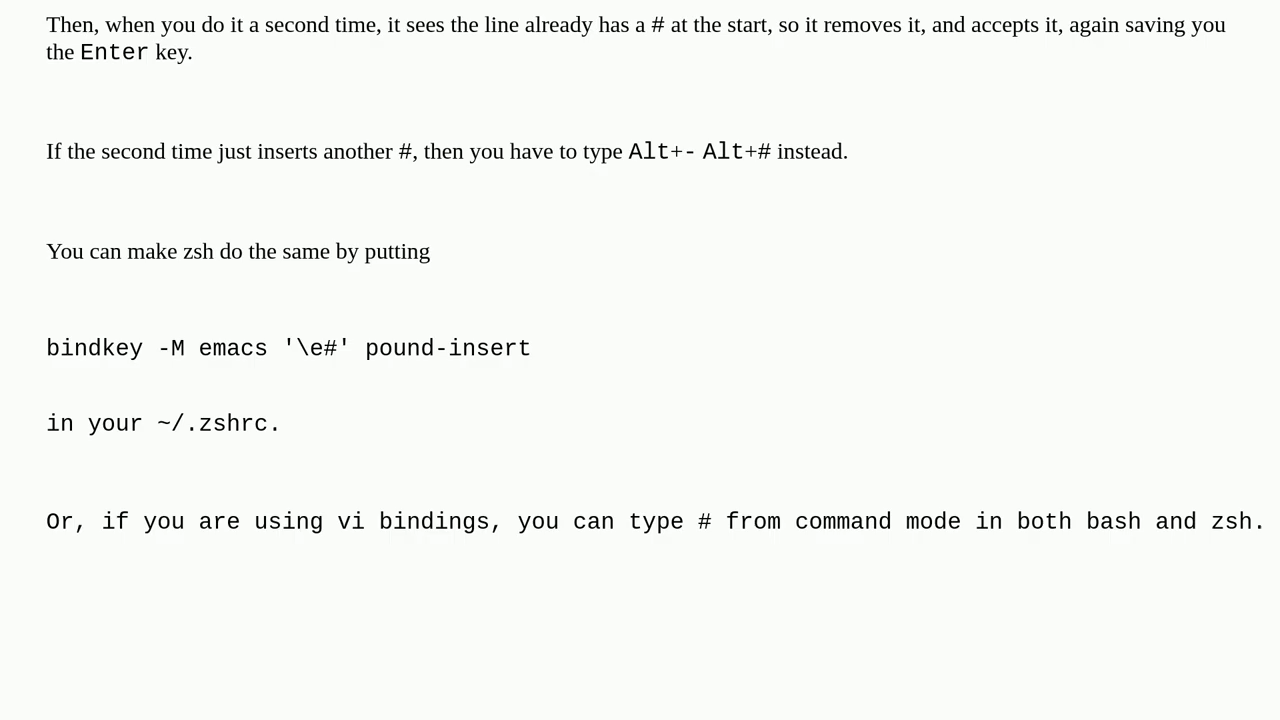 Then, when you do it a second time, it sees the line already has a # at the start, so it removes it, and accepts it, again saving you
the Enter key.
If the second time just inserts another #, then you have to type Alt+- Alt+# instead.
You can make zsh do the same by putting
bindkey -M emacs '\e#' pound-insert
in your ~/.zshrc.
Or, if you are using vi bindings, you can type # from command mode in both bash and zsh.